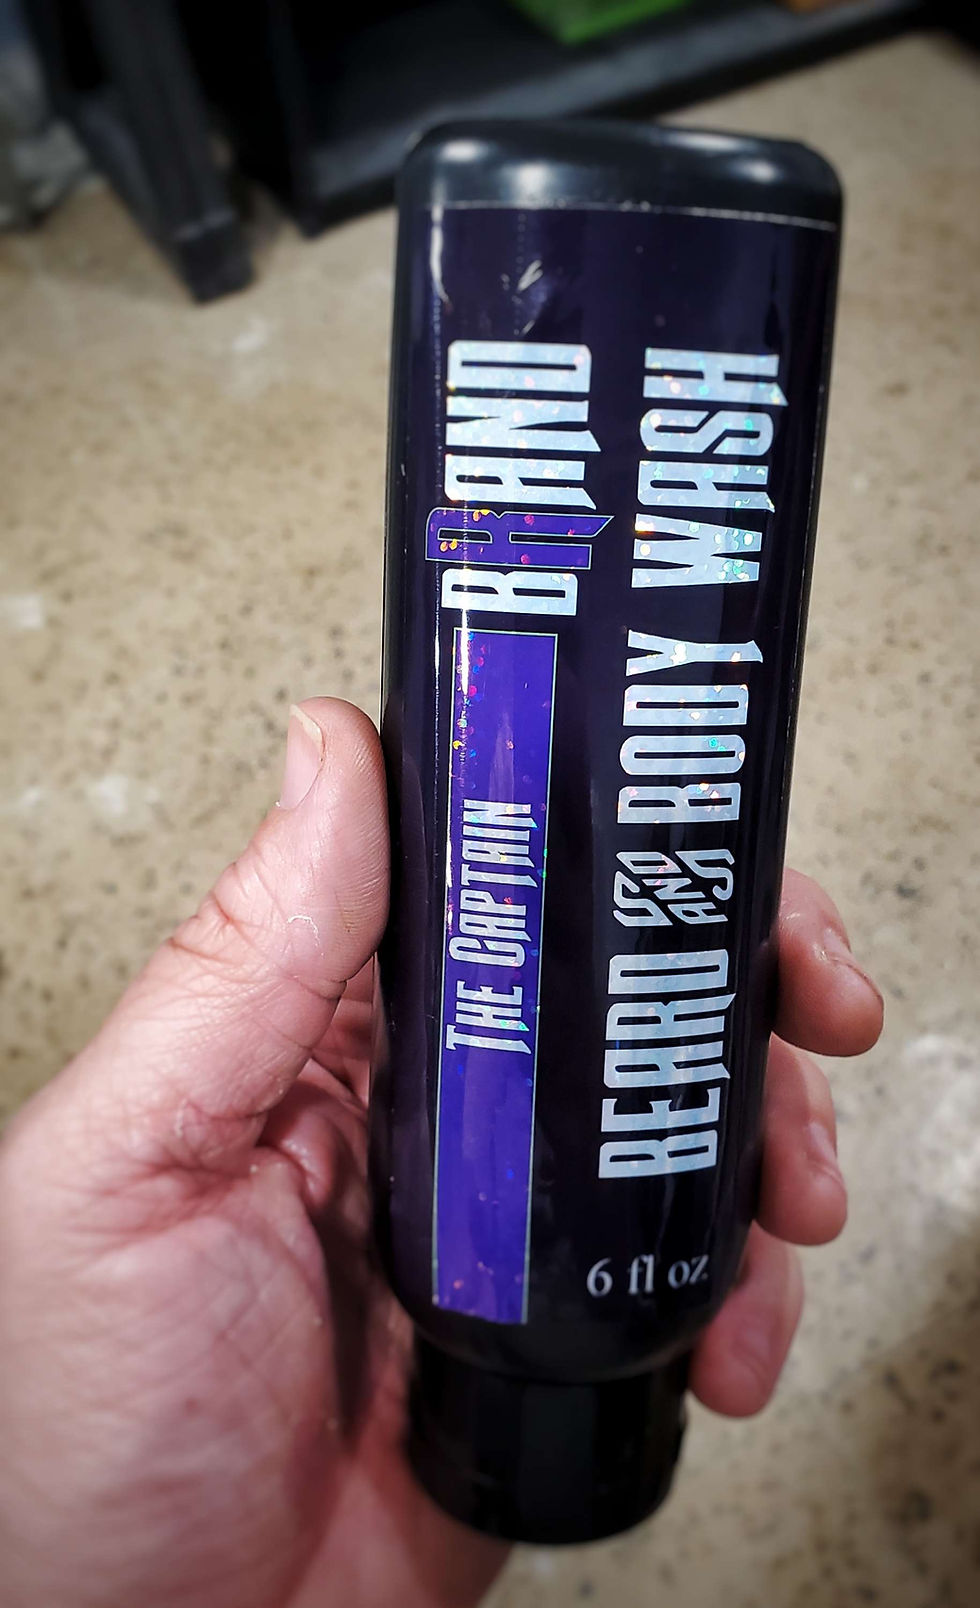 BRAND
THE CAPTAIN
BEARD AND BODY WASH
6 fl oz